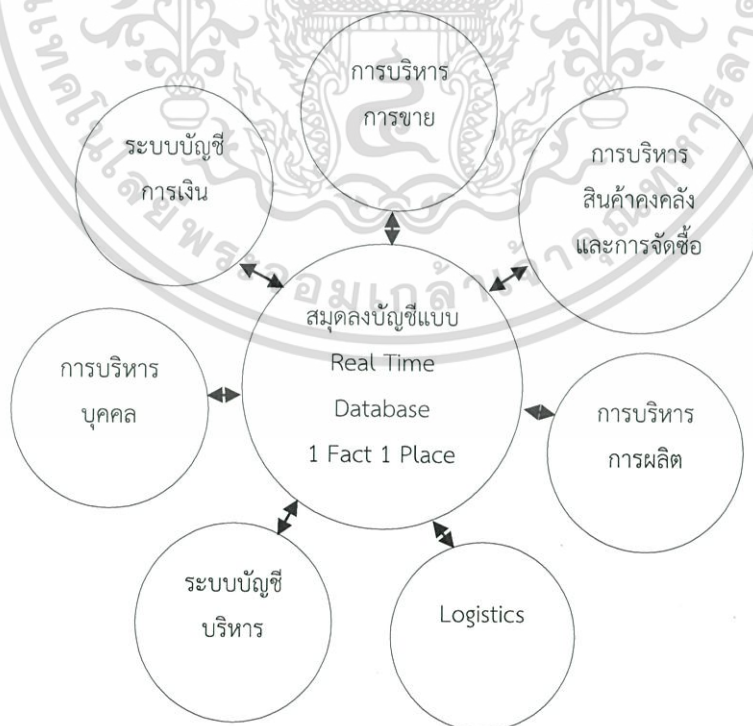 การบริหาร
การขาย
ระบบบัญชี
การเงิน
การบริหาร
สินค้าคงคลัง
และการจัดซื้อ
สมุดลงบัญชีแบบ
Real Time
Database
1 Fact 1 Place
การบริหาร
บุคคล
การบริหาร
การผลิต
ระบบบัญชี
บริหาร
Logistics